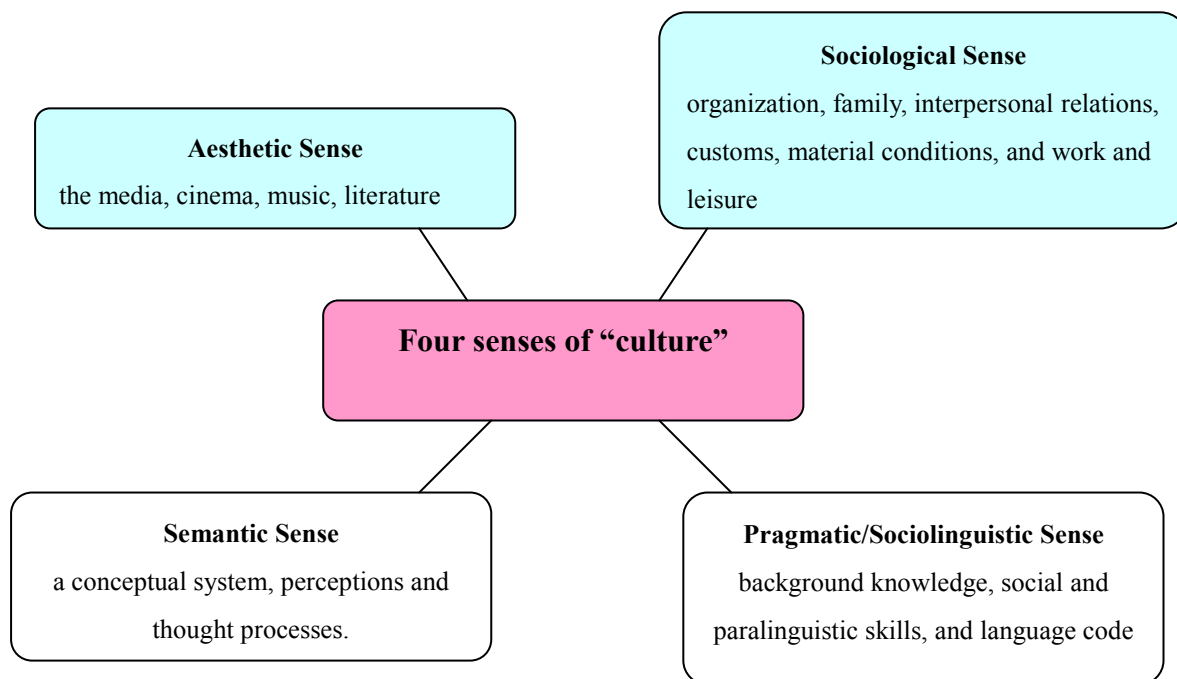 Sociological Sense
organization, family, interpersonal relations,
customs, material conditions, and work and
leisure
Aesthetic Sense
the media, cinema, music, literature
Four senses of “culture”
Semantic Sense
a conceptual system, perceptions and
thought processes.
Pragmatic/Sociolinguistic Sense
background knowledge, social and
paralinguistic skills, and language code